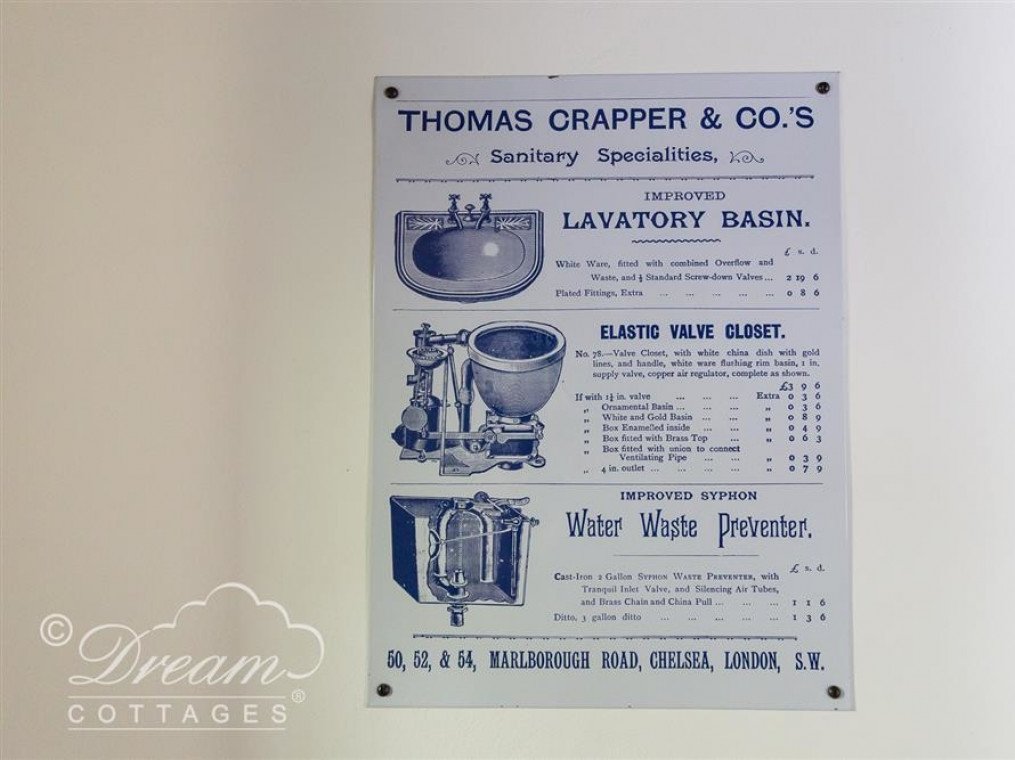 THOMAS CRAPPER & CO.'S
Sanitary Specialities,
IMPROVED
LAVATORY BASIN.
£ s. d.
White Ware, fitted with combined Overflow and
Waste, and ½ Standard Screw-down Valves ... 2 19 6
Plated Fittings, Extra ... ... ... ... ... 0 8 6
ELASTIC VALVE CLOSET.
No. 78.—Valve Closet, with white china dish with gold
lines, and handle, white ware flushing rim basin, 1 in.
supply valve, copper air regulator, complete as shown.
£3 9 6
If with 1¼ in. valve ... ... ... Extra 0 3 6
„ Ornamental Basin ... ... ... „ 0 3 6
„ White and Gold Basin ... ... „ 0 8 9
„ Box Enamelled inside ... ... „ 0 4 9
„ Box fitted with Brass Top ... „ 0 6 3
„ Box fitted with union to connect
Ventilating Pipe ... ... „ 0 3 9
„ 4 in. outlet ... ... ... ... „ 0 7 9
IMPROVED SYPHON
Water Waste Preventer.
£ s. d.
Cast-Iron 2 Gallon SYPHON WASTE PREVENTER, with
Tranquil Inlet Valve, and Silencing Air Tubes,
and Brass Chain and China Pull ... ... ... 1 1 6
Ditto, 3 gallon ditto ... ... ... ... ... 1 3 6
50, 52, & 54, MARLBOROUGH ROAD, CHELSEA, LONDON, S.W.
© Dream
COTTAGES®